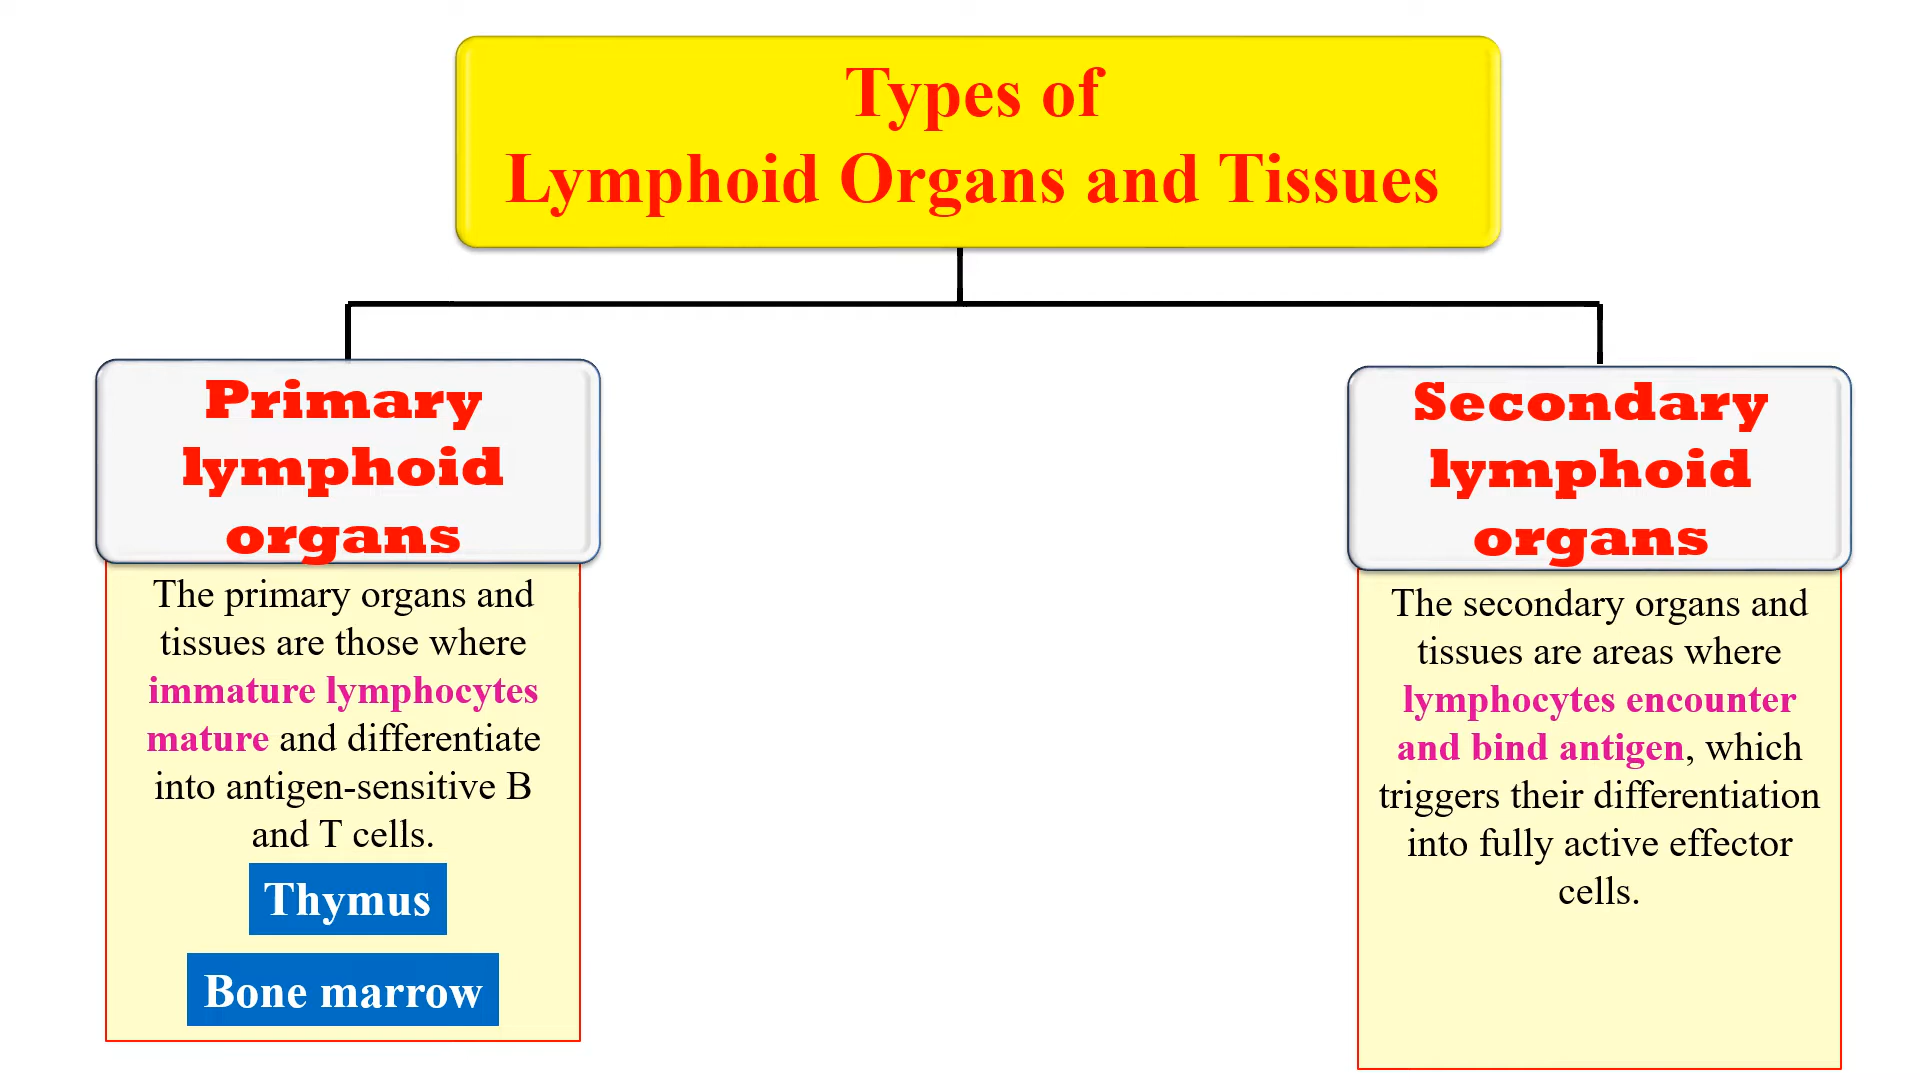 Types of
Lymphoid Organs and Tissues
Primary
lymphoid
organs
The primary organs and
tissues are those where
immature lymphocytes
mature and differentiate
into antigen-sensitive B
and T cells.
Thymus
Bone marrow
Secondary
lymphoid
organs
The secondary organs and
tissues are areas where
lymphocytes encounter
and bind antigen, which
triggers their differentiation
into fully active effector
cells.